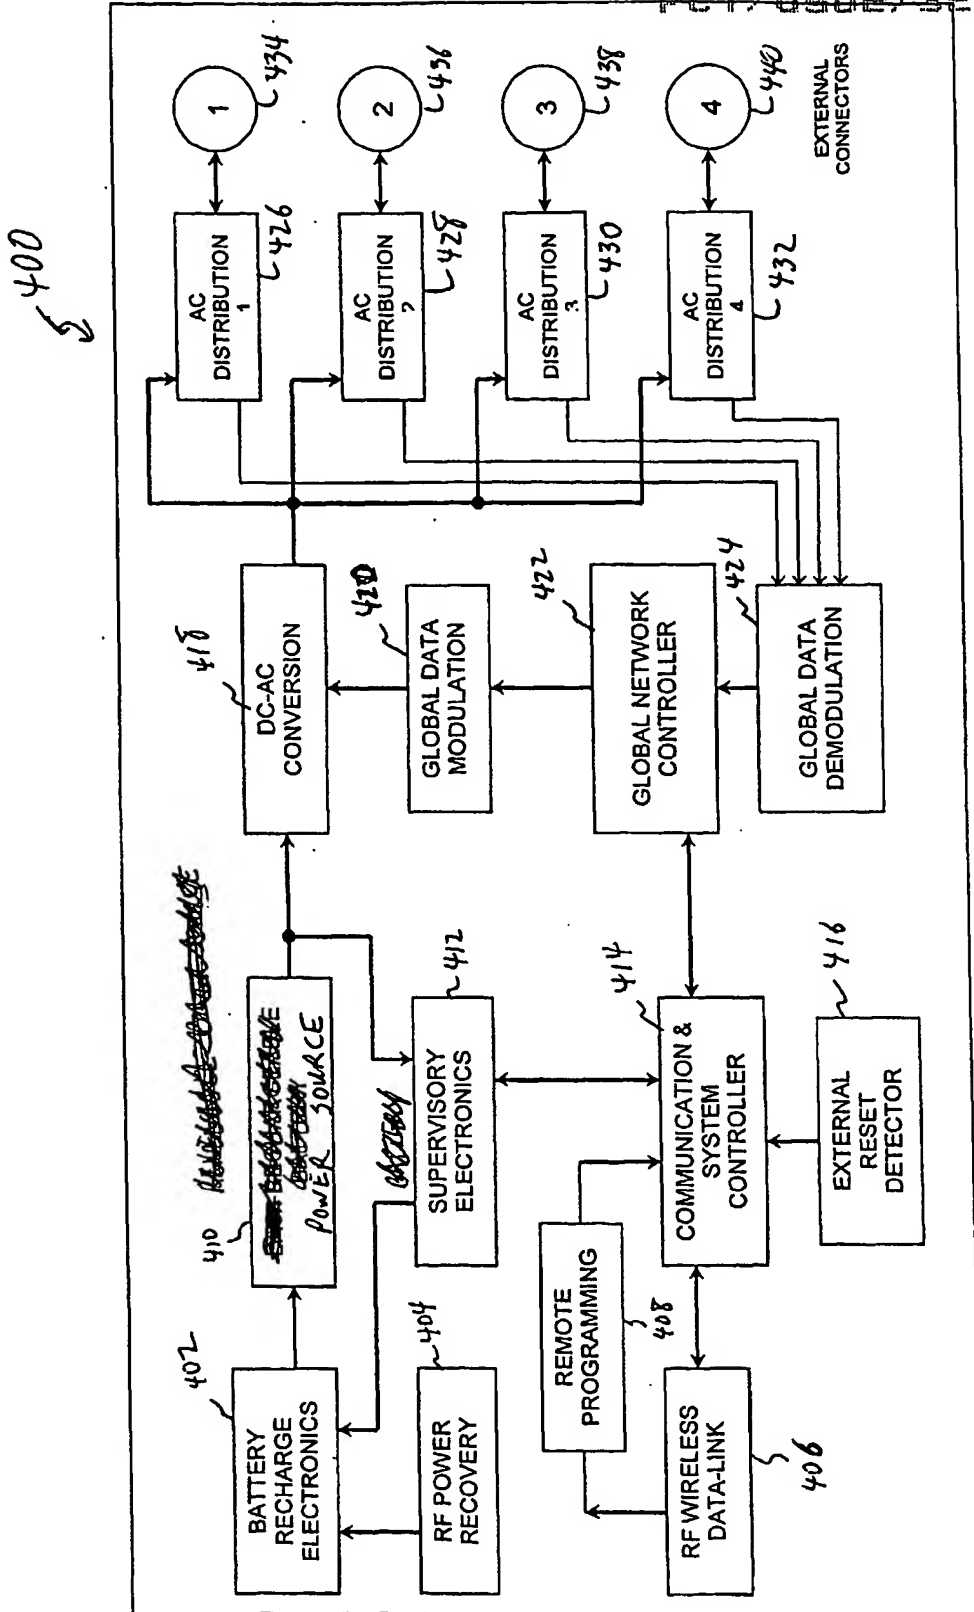 400
402
BATTERY
RECHARGE
ELECTRONICS
404
RF POWER
RECOVERY
410
POWER SOURCE
412
SUPERVISORY
ELECTRONICS
418
DC-AC
CONVERSION
420
GLOBAL DATA
MODULATION
422
GLOBAL NETWORK
CONTROLLER
424
GLOBAL DATA
DEMODULATION
406
RF WIRELESS
DATA-LINK
408
REMOTE
PROGRAMMING
414
COMMUNICATION &
SYSTEM
CONTROLLER
416
EXTERNAL
RESET
DETECTOR
AC
DISTRIBUTION
1
426
AC
DISTRIBUTION
2
428
AC
DISTRIBUTION
3
430
AC
DISTRIBUTION
4
432
1
434
2
436
3
438
4
440
EXTERNAL
CONNECTORS